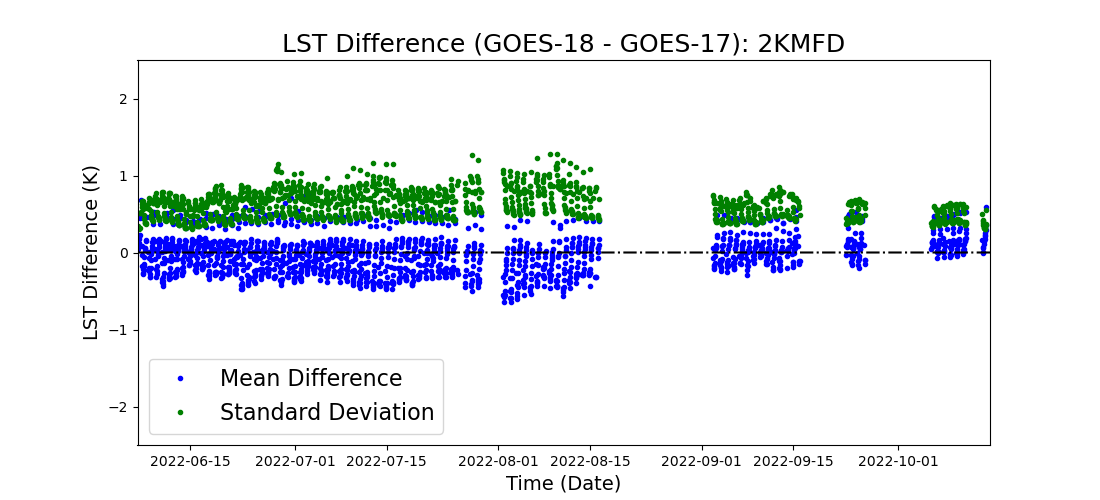 LST Difference (GOES-18 - GOES-17): 2KMFD
LST Difference (K)
2
1
0
−1
−2
Mean Difference
Standard Deviation
2022-06-15 2022-07-01 2022-07-15 2022-08-01 2022-08-15 2022-09-01 2022-09-15 2022-10-01
Time (Date)